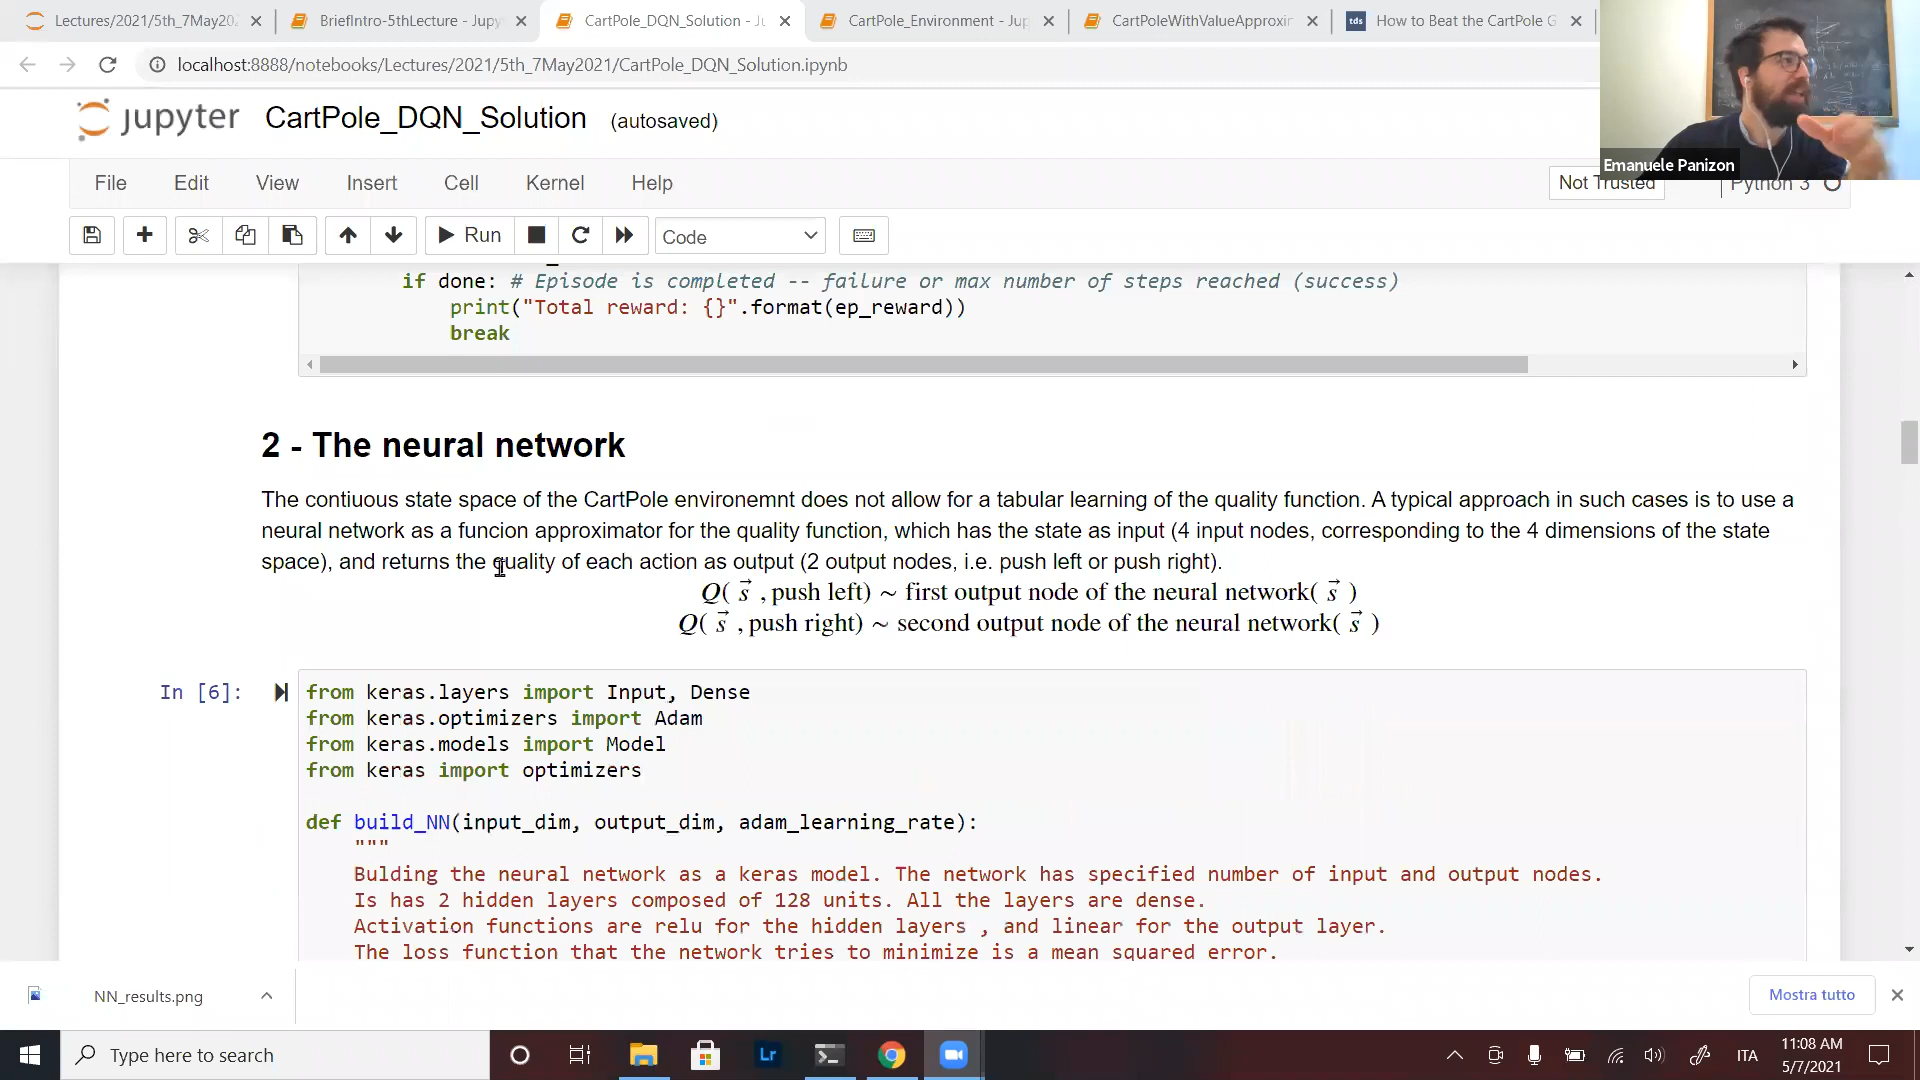 Lectures/2021/5th_7May202
BriefIntro-5thLecture - Jupyt
CartPole_DQN_Solution - Ju
CartPole_Environment - Jup
CartPoleWithValueApproxin
tds How to Beat the CartPole G
localhost:8888/notebooks/Lectures/2021/5th_7May2021/CartPole_DQN_Solution.ipynb
jupyter CartPole_DQN_Solution (autosaved)
Emanuele Panizon
File Edit View Insert Cell Kernel Help
Not Trusted Python 3
Run Code
if done: # Episode is completed -- failure or max number of steps reached (success)
print("Total reward: {}".format(ep_reward))
break
2 - The neural network
The contiuous state space of the CartPole environemnt does not allow for a tabular learning of the quality function. A typical approach in such cases is to use a
neural network as a funcion approximator for the quality function, which has the state as input (4 input nodes, corresponding to the 4 dimensions of the state
space), and returns the quality of each action as output (2 output nodes, i.e. push left or push right).
Q( s⃗ , push left) ∼ first output node of the neural network( s⃗ )
Q( s⃗ , push right) ∼ second output node of the neural network( s⃗ )
In [6]:
from keras.layers import Input, Dense
from keras.optimizers import Adam
from keras.models import Model
from keras import optimizers
def build_NN(input_dim, output_dim, adam_learning_rate):
"""
Bulding the neural network as a keras model. The network has specified number of input and output nodes.
Is has 2 hidden layers composed of 128 units. All the layers are dense.
Activation functions are relu for the hidden layers , and linear for the output layer.
The loss function that the network tries to minimize is a mean squared error.
NN_results.png
Mostra tutto
Type here to search
Lr
ITA
11:08 AM
5/7/2021